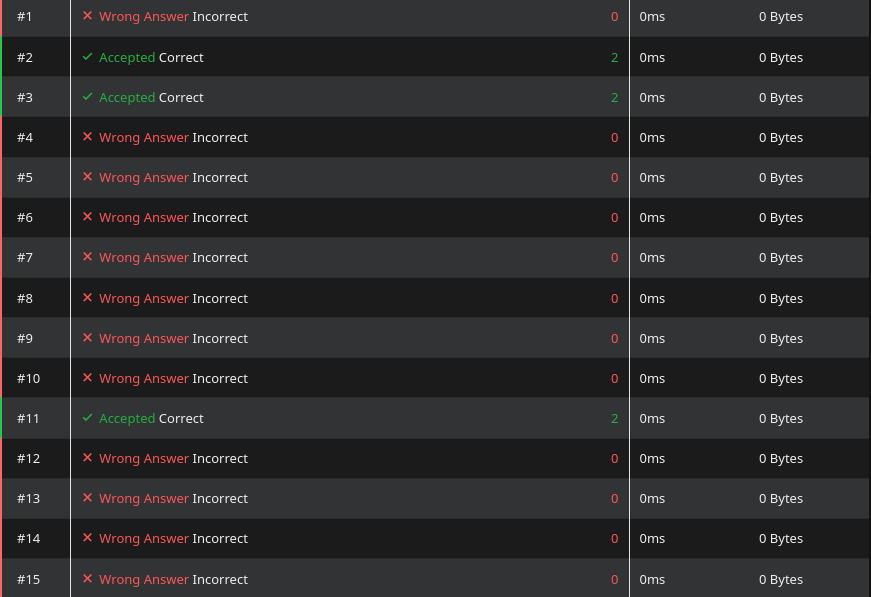 #1 ✕ Wrong Answer Incorrect 0 0ms 0 Bytes
#2 ✓ Accepted Correct 2 0ms 0 Bytes
#3 ✓ Accepted Correct 2 0ms 0 Bytes
#4 ✕ Wrong Answer Incorrect 0 0ms 0 Bytes
#5 ✕ Wrong Answer Incorrect 0 0ms 0 Bytes
#6 ✕ Wrong Answer Incorrect 0 0ms 0 Bytes
#7 ✕ Wrong Answer Incorrect 0 0ms 0 Bytes
#8 ✕ Wrong Answer Incorrect 0 0ms 0 Bytes
#9 ✕ Wrong Answer Incorrect 0 0ms 0 Bytes
#10 ✕ Wrong Answer Incorrect 0 0ms 0 Bytes
#11 ✓ Accepted Correct 2 0ms 0 Bytes
#12 ✕ Wrong Answer Incorrect 0 0ms 0 Bytes
#13 ✕ Wrong Answer Incorrect 0 0ms 0 Bytes
#14 ✕ Wrong Answer Incorrect 0 0ms 0 Bytes
#15 ✕ Wrong Answer Incorrect 0 0ms 0 Bytes